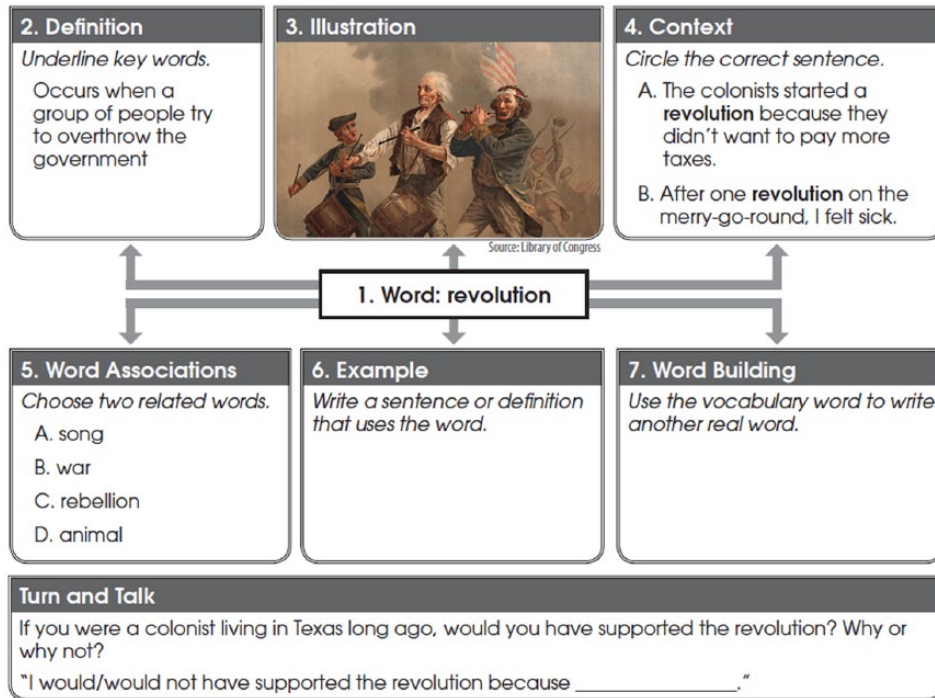 2. Definition
Underline key words.
Occurs when a
group of people try
to overthrow the
government
3. Illustration
Source: Library of Congress
4. Context
Circle the correct sentence.
A. The colonists started a
revolution because they
didn't want to pay more
taxes.
B. After one revolution on the
merry-go-round, I felt sick.
1. Word: revolution
5. Word Associations
Choose two related words.
A. song
B. war
C. rebellion
D. animal
6. Example
Write a sentence or definition
that uses the word.
7. Word Building
Use the vocabulary word to write
another real word.
Turn and Talk
If you were a colonist living in Texas long ago, would you have supported the revolution? Why or
why not?
"I would/would not have supported the revolution because _______________."